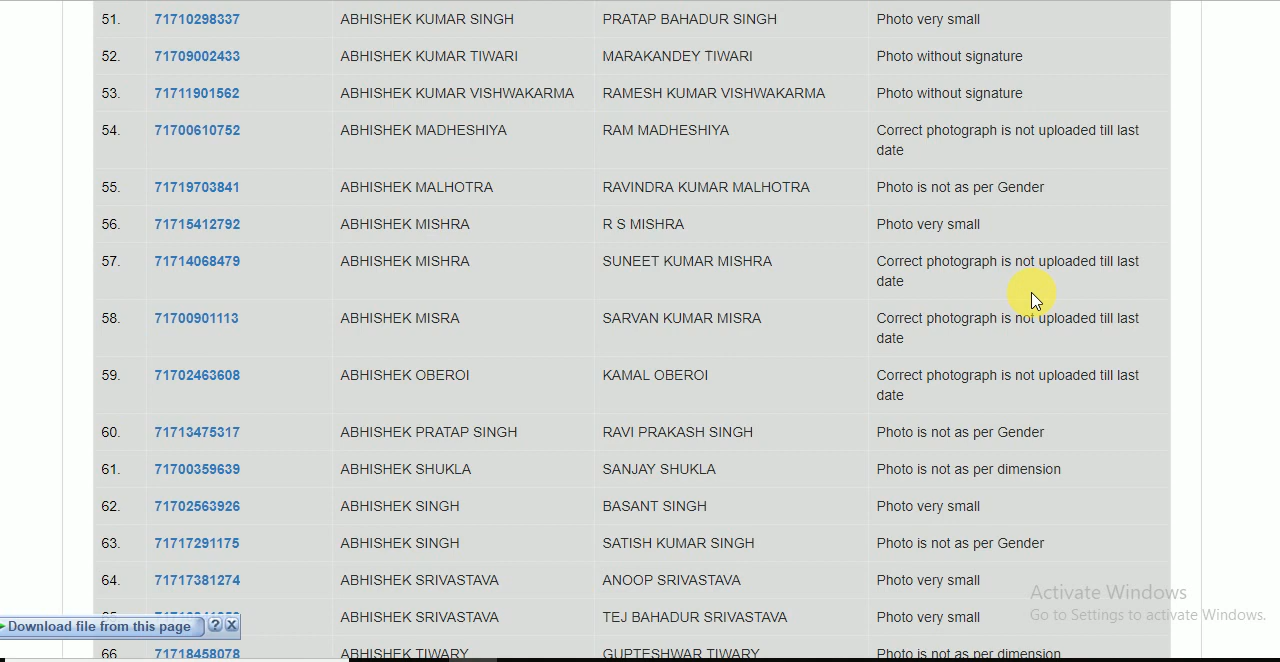 51. 71710298337 ABHISHEK KUMAR SINGH PRATAP BAHADUR SINGH Photo very small
52. 71709002433 ABHISHEK KUMAR TIWARI MARAKANDEY TIWARI Photo without signature
53. 71711901562 ABHISHEK KUMAR VISHWAKARMA RAMESH KUMAR VISHWAKARMA Photo without signature
54. 71700610752 ABHISHEK MADHESHIYA RAM MADHESHIYA Correct photograph is not uploaded till last
date
55. 71719703841 ABHISHEK MALHOTRA RAVINDRA KUMAR MALHOTRA Photo is not as per Gender
56. 71715412792 ABHISHEK MISHRA R S MISHRA Photo very small
57. 71714068479 ABHISHEK MISHRA SUNEET KUMAR MISHRA Correct photograph is not uploaded till last
date
58. 71700901113 ABHISHEK MISRA SARVAN KUMAR MISRA Correct photograph is not uploaded till last
date
59. 71702463608 ABHISHEK OBEROI KAMAL OBEROI Correct photograph is not uploaded till last
date
60. 71713475317 ABHISHEK PRATAP SINGH RAVI PRAKASH SINGH Photo is not as per Gender
61. 71700359639 ABHISHEK SHUKLA SANJAY SHUKLA Photo is not as per dimension
62. 71702563926 ABHISHEK SINGH BASANT SINGH Photo very small
63. 71717291175 ABHISHEK SINGH SATISH KUMAR SINGH Photo is not as per Gender
64. 71717381274 ABHISHEK SRIVASTAVA ANOOP SRIVASTAVA Photo very small
Activate Windows
ABHISHEK SRIVASTAVA TEJ BAHADUR SRIVASTAVA Photo very small
Go to Settings to activate Windows.
Download file from this page ? X
66. 71718458078 ABHISHEK TIWARY GUPTESHWAR TIWARY Photo is not as per dimension